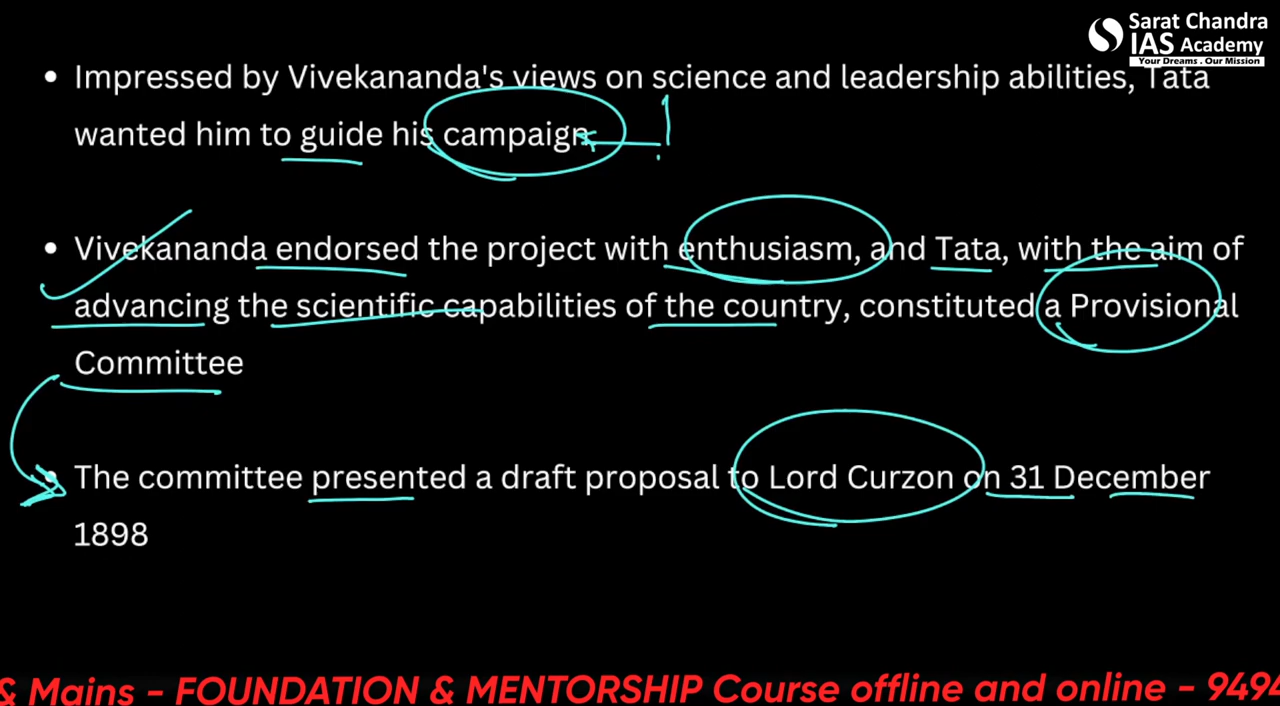 Sarat Chandra
IAS Academy
Your Dreams . Our Mission
• Impressed by Vivekananda's views on science and leadership abilities, Tata
wanted him to guide his campaign
• Vivekananda endorsed the project with enthusiasm, and Tata, with the aim of
advancing the scientific capabilities of the country, constituted a Provisional
Committee
• The committee presented a draft proposal to Lord Curzon on 31 December
1898
& Mains - FOUNDATION & MENTORSHIP Course offline and online - 9494